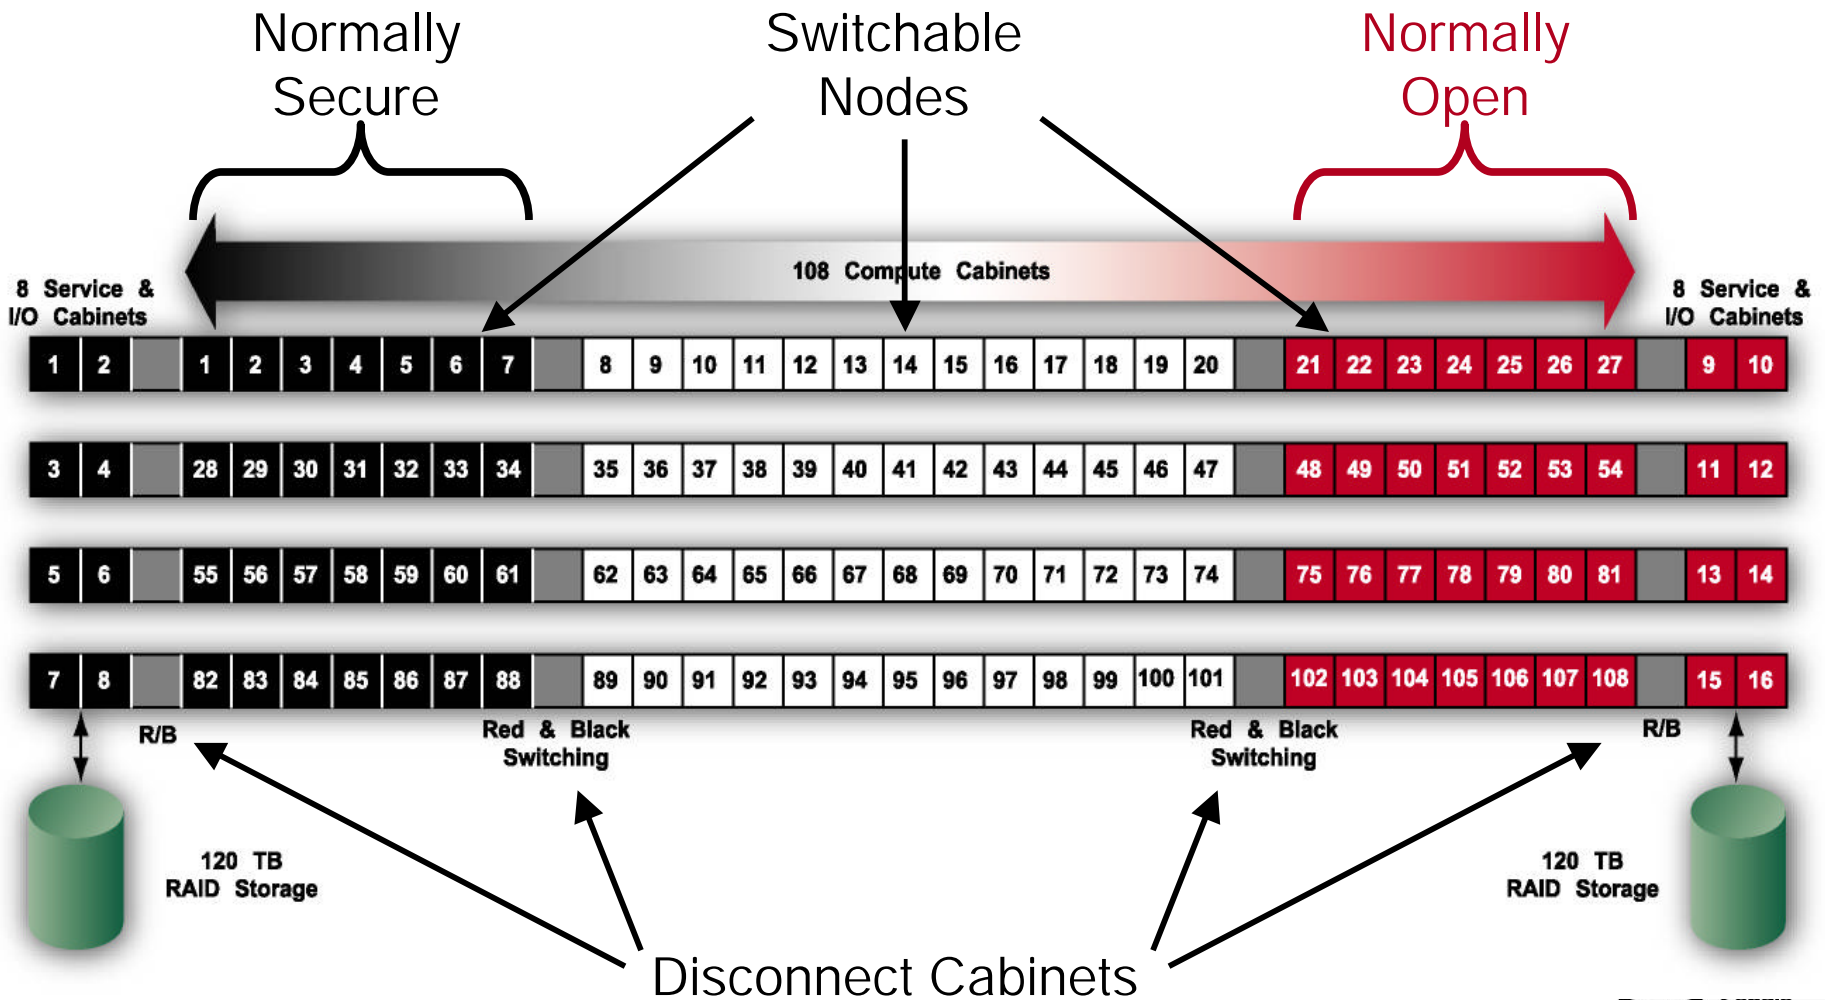 Normally
Secure
Switchable
Nodes
Normally
Open
108 Compute Cabinets
8 Service &
I/O Cabinets
8 Service &
I/O Cabinets
1 2 1 2 3 4 5 6 7 8 9 10 11 12 13 14 15 16 17 18 19 20 21 22 23 24 25 26 27 9 10
3 4 28 29 30 31 32 33 34 35 36 37 38 39 40 41 42 43 44 45 46 47 48 49 50 51 52 53 54 11 12
5 6 55 56 57 58 59 60 61 62 63 64 65 66 67 68 69 70 71 72 73 74 75 76 77 78 79 80 81 13 14
7 8 82 83 84 85 86 87 88 89 90 91 92 93 94 95 96 97 98 99 100 101 102 103 104 105 106 107 108 15 16
R/B
Red & Black
Switching
Red & Black
Switching
R/B
120 TB
RAID Storage
120 TB
RAID Storage
Disconnect Cabinets